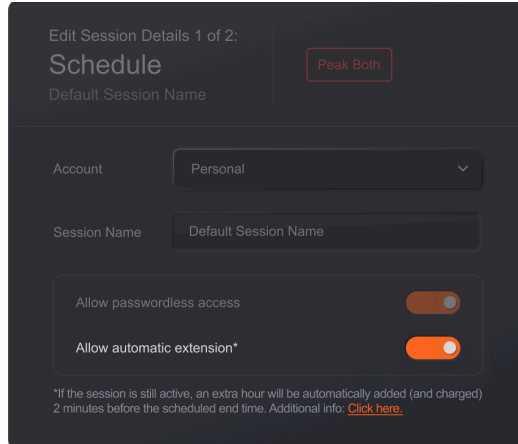 Edit Session Details 1 of 2:
Schedule
Default Session Name
Peak Both
Account
Personal
Session Name
Default Session Name
Allow passwordless access
Allow automatic extension*
*If the session is still active, an extra hour will be automatically added (and charged)
2 minutes before the scheduled end time. Additional info: Click here.